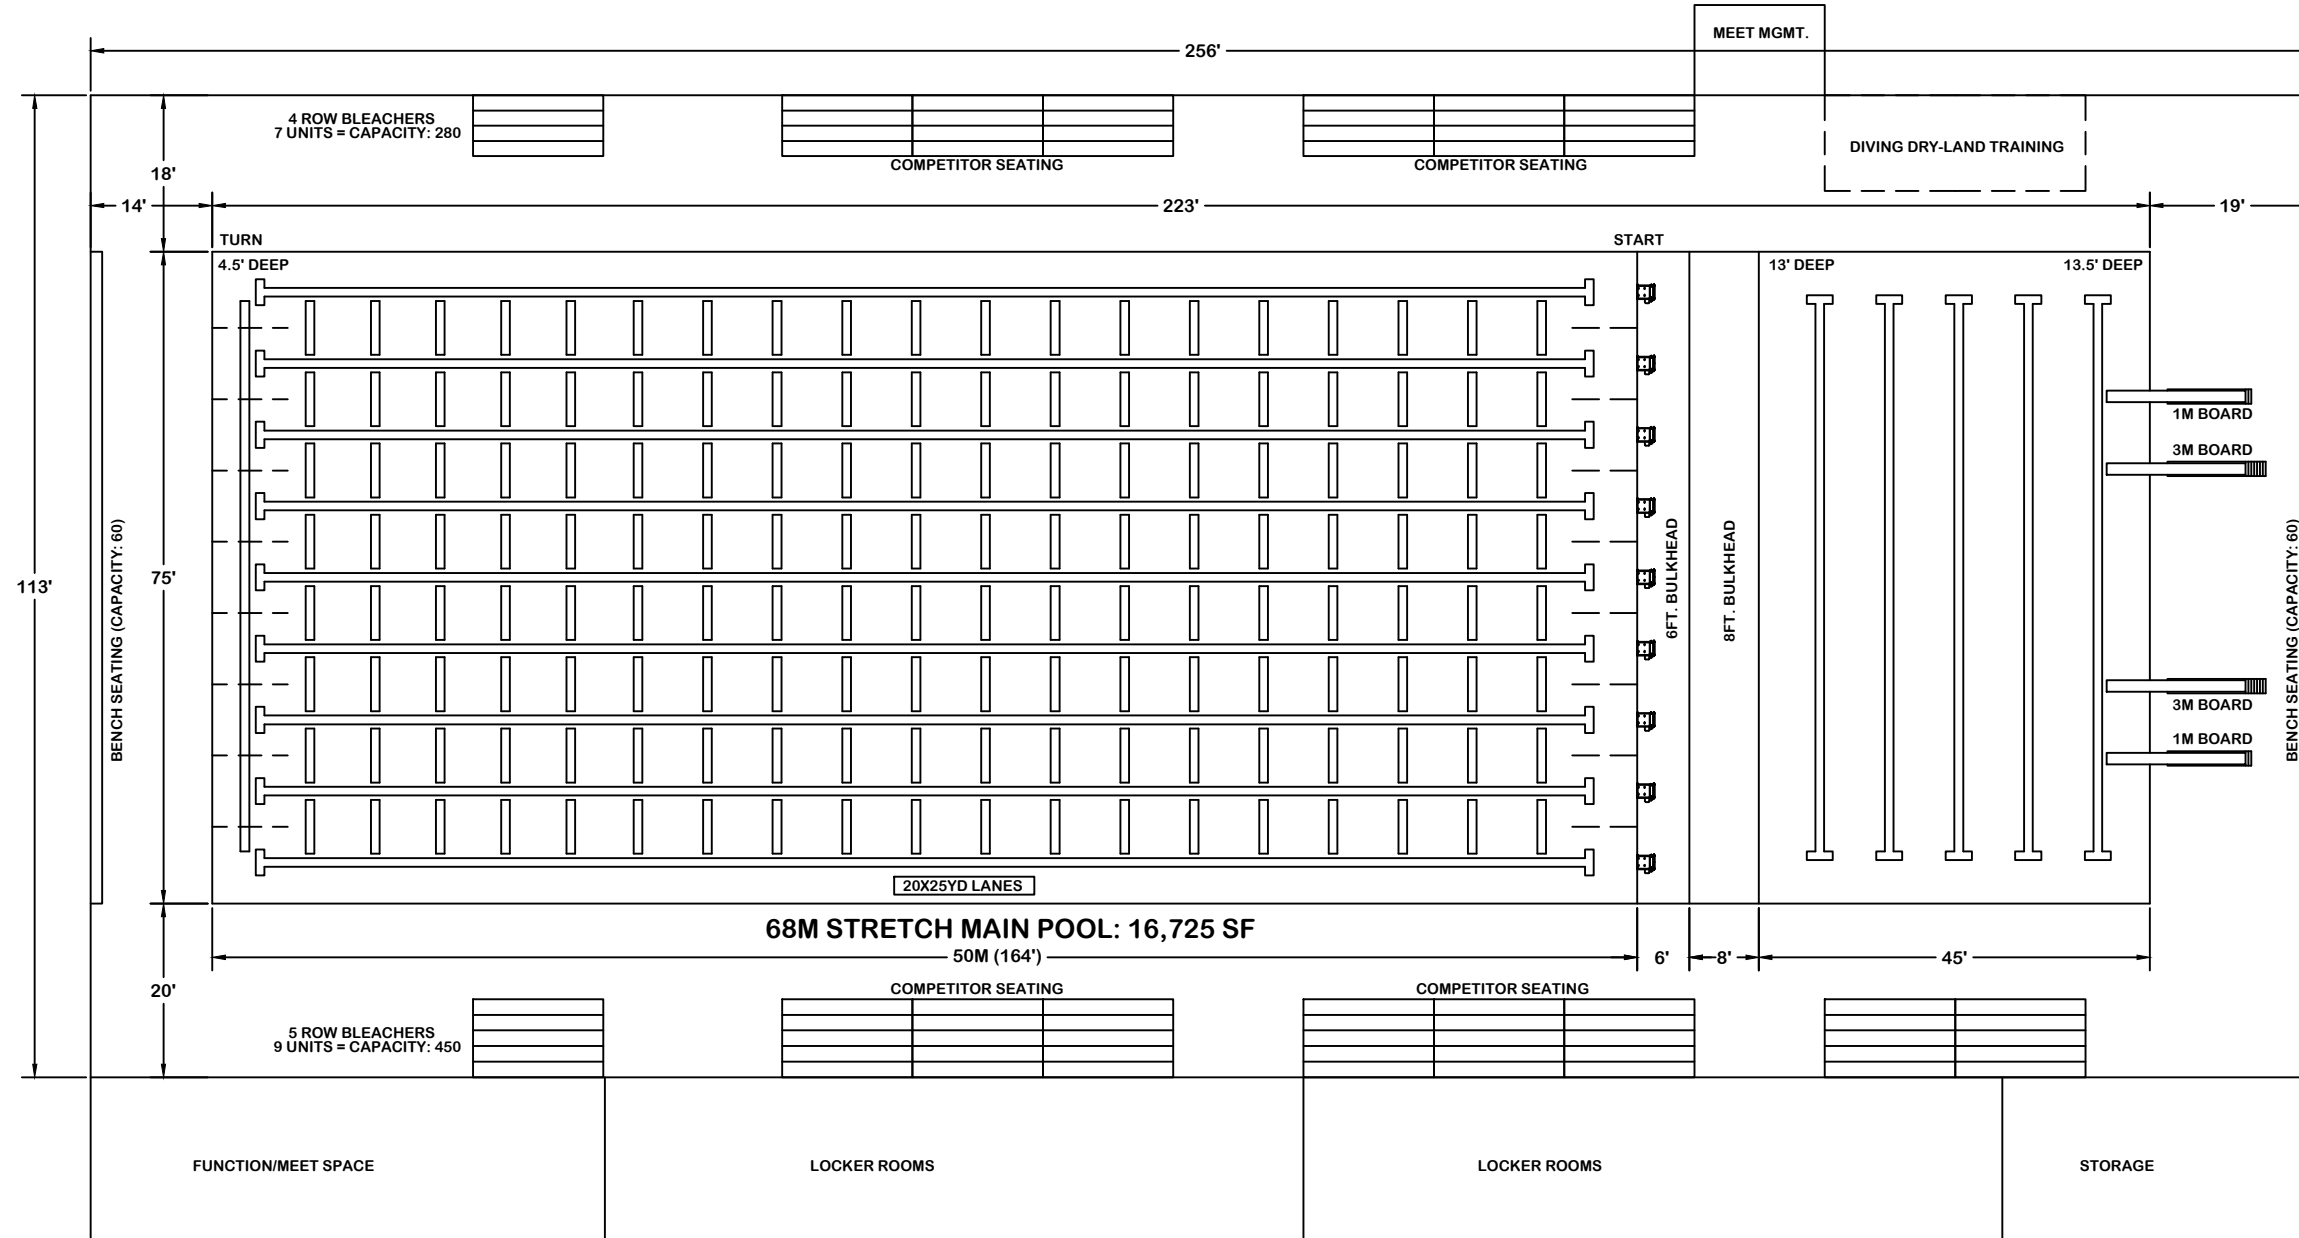 MEET MGMT.
256'
4 ROW BLEACHERS
7 UNITS = CAPACITY: 280
DIVING DRY-LAND TRAINING
COMPETITOR SEATING
COMPETITOR SEATING
18'
14'
223'
19'
TURN
START
4.5' DEEP
13' DEEP
13.5' DEEP
1M BOARD
3M BOARD
BENCH SEATING (CAPACITY: 60)
6FT. BULKHEAD
8FT. BULKHEAD
BENCH SEATING (CAPACITY: 60)
113'
75'
3M BOARD
1M BOARD
20X25YD LANES
68M STRETCH MAIN POOL: 16,725 SF
50M (164')
6'
8'
45'
20'
COMPETITOR SEATING
COMPETITOR SEATING
5 ROW BLEACHERS
9 UNITS = CAPACITY: 450
FUNCTION/MEET SPACE
LOCKER ROOMS
LOCKER ROOMS
STORAGE